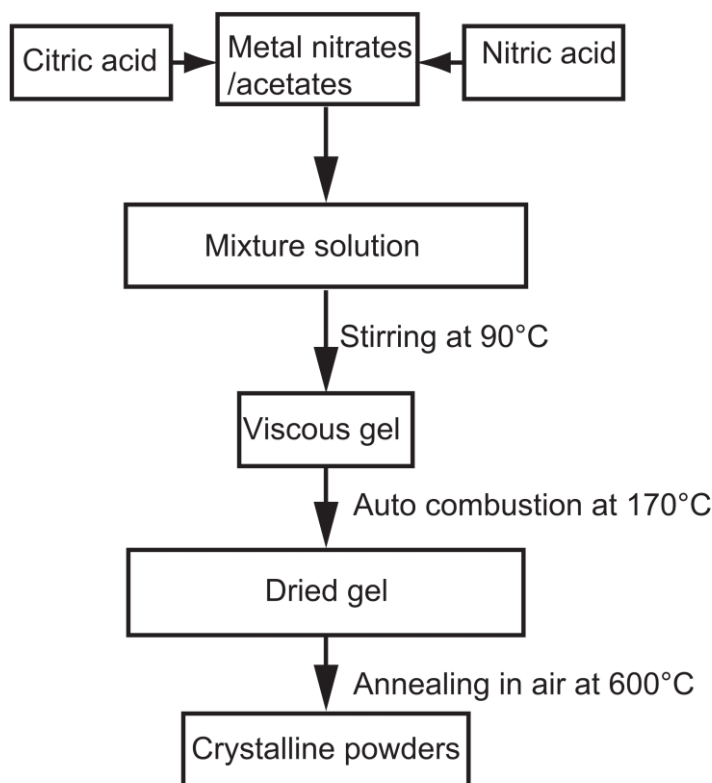 Citric acid
Metal nitrates
/acetates
Nitric acid
Mixture solution
Stirring at 90°C
Viscous gel
Auto combustion at 170°C
Dried gel
Annealing in air at 600°C
Crystalline powders